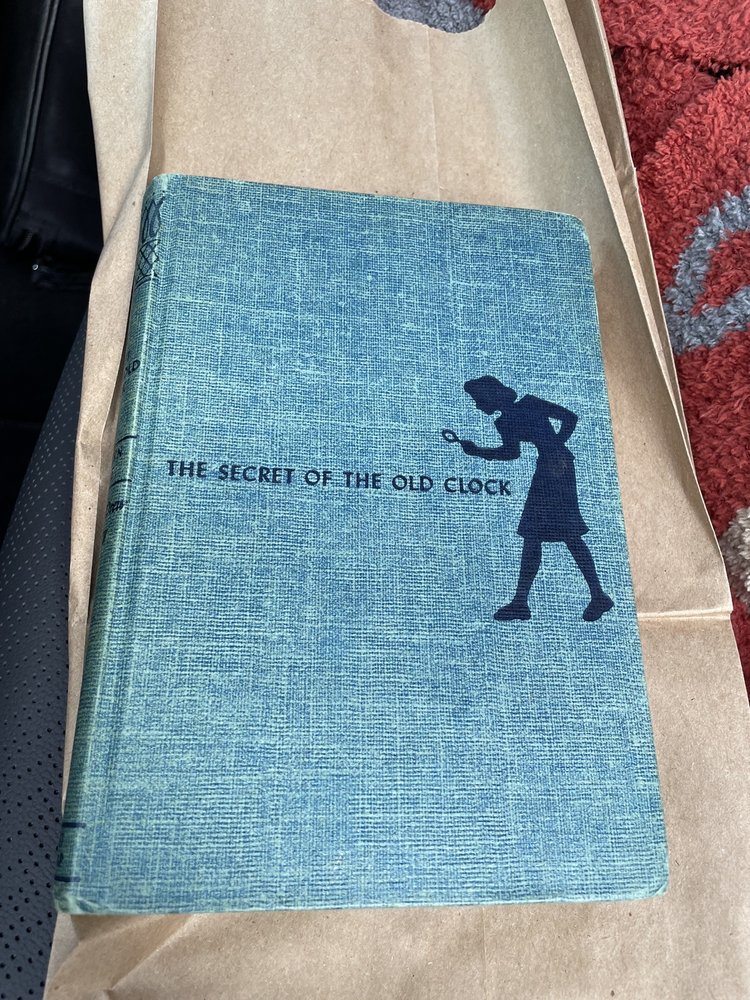 THE SECRET OF THE OLD CLOCK